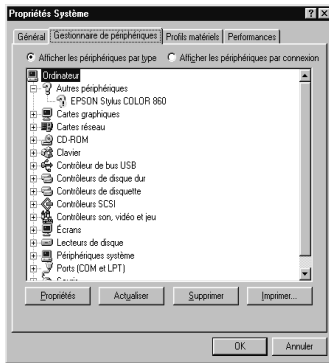 Propriétés Système
Général Gestionnaire de périphériques Profils matériels Performances
Afficher les périphériques par type Afficher les périphériques par connexion
Ordinateur
Autres périphériques
EPSON Stylus COLOR 860
Cartes graphiques
Cartes réseau
CD-ROM
Clavier
Contrôleur de bus USB
Contrôleurs de disque dur
Contrôleurs de disquette
Contrôleurs SCSI
Contrôleurs son, vidéo et jeu
Écrans
Lecteurs de disque
Périphériques système
Ports (COM et LPT)
Propriétés Actualiser Supprimer Imprimer...
OK Annuler